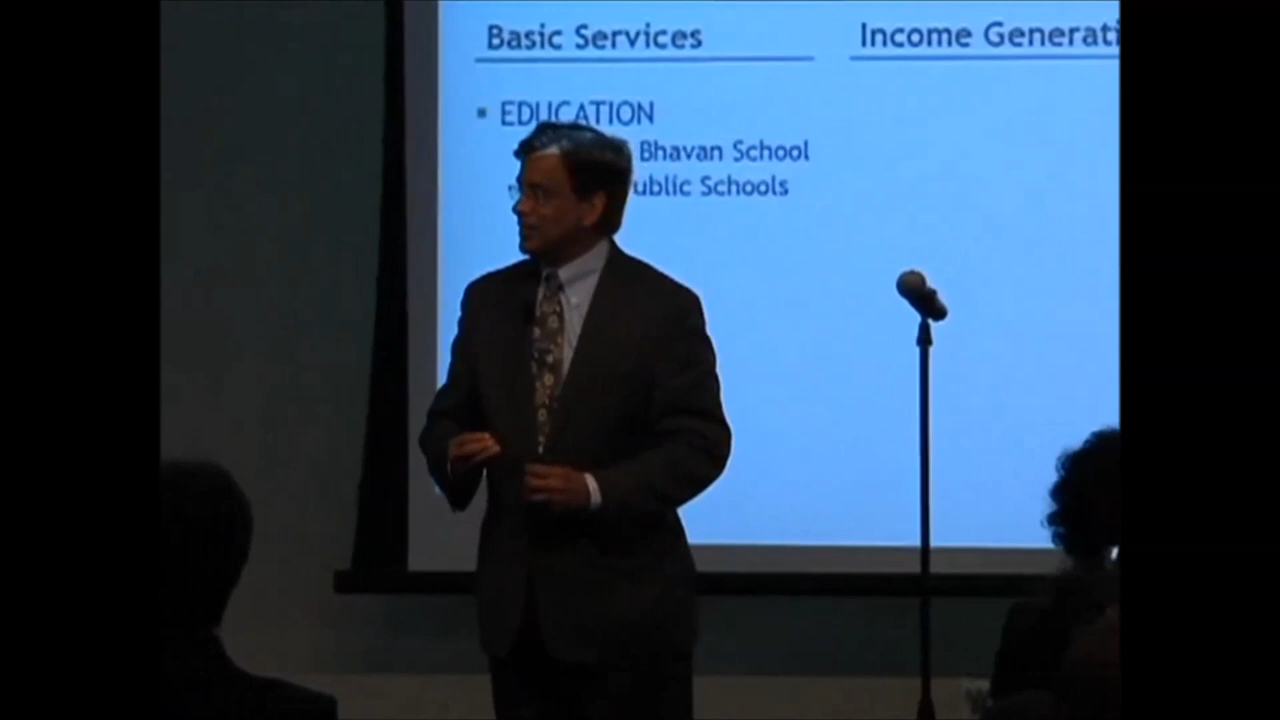 Basic Services
Income Generati
EDUCATION
Bhavan School
ublic Schools